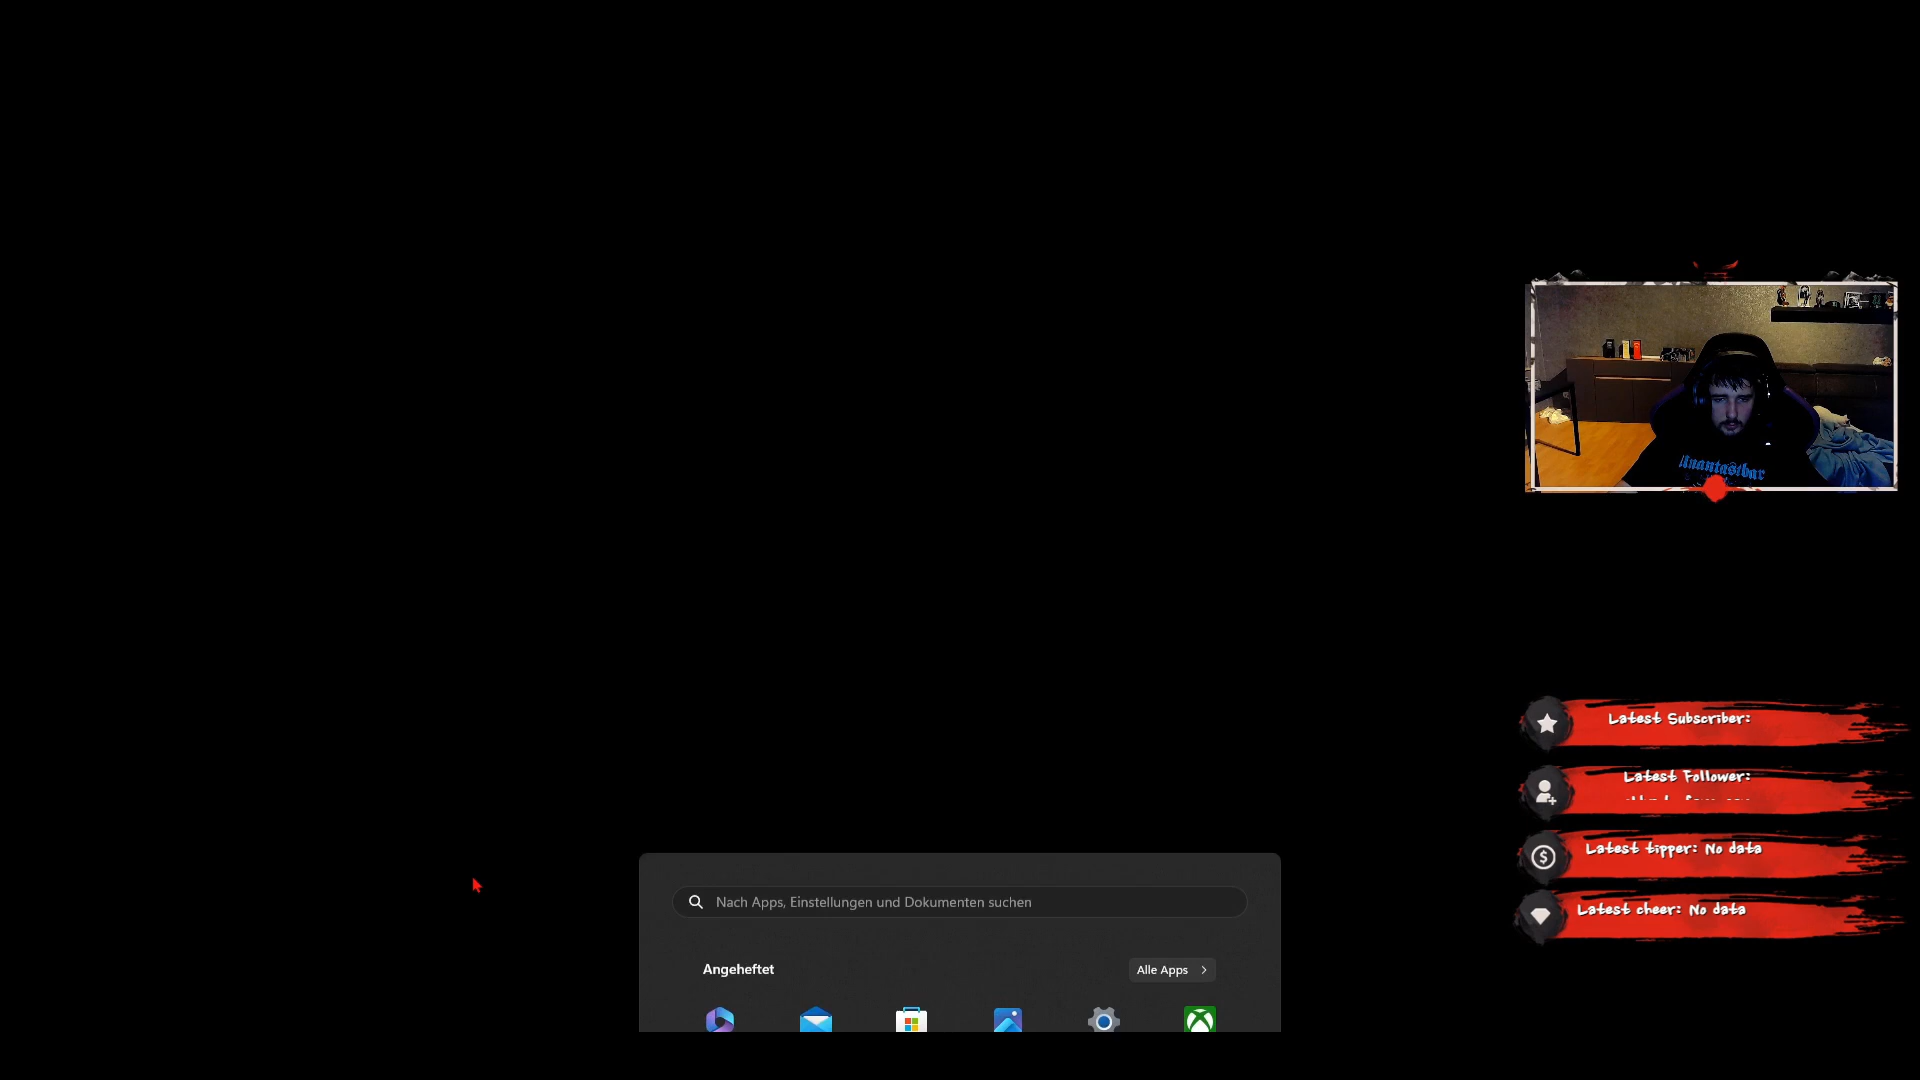 Unantastbar
Latest Subscriber:
Latest Follower:
Latest tipper: No data
Latest cheer: No data
Nach Apps, Einstellungen und Dokumenten suchen
Angeheftet
Alle Apps